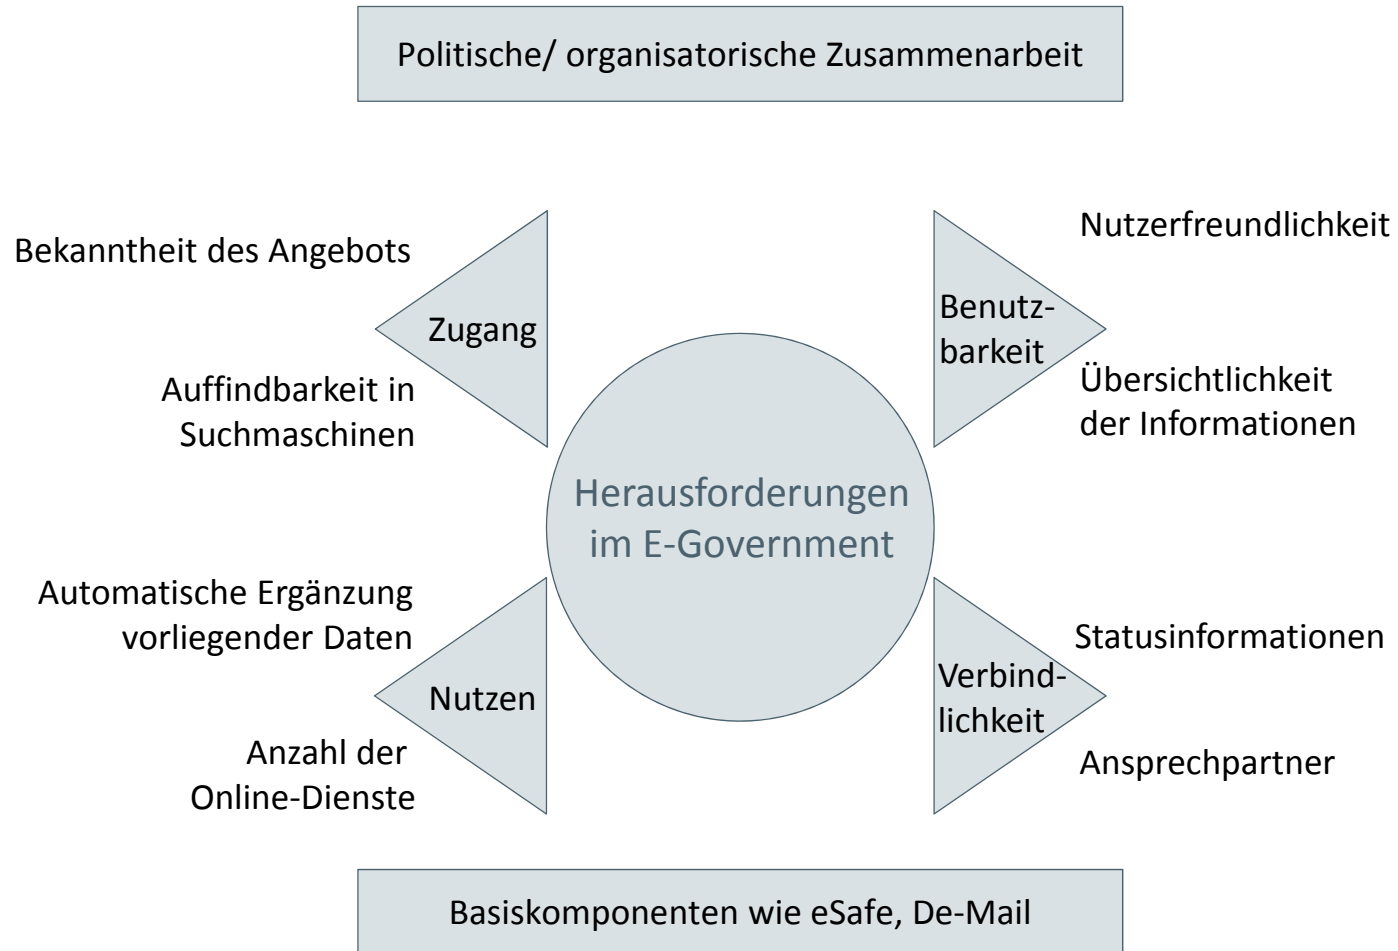 Politische/ organisatorische Zusammenarbeit
Bekanntheit des Angebots
Zugang
Auffindbarkeit in
Suchmaschinen
Nutzerfreundlichkeit
Benutz-
barkeit
Übersichtlichkeit
der Informationen
Herausforderungen
im E-Government
Automatische Ergänzung
vorliegender Daten
Nutzen
Anzahl der
Online-Dienste
Statusinformationen
Verbind-
lichkeit
Ansprechpartner
Basiskomponenten wie eSafe, De-Mail